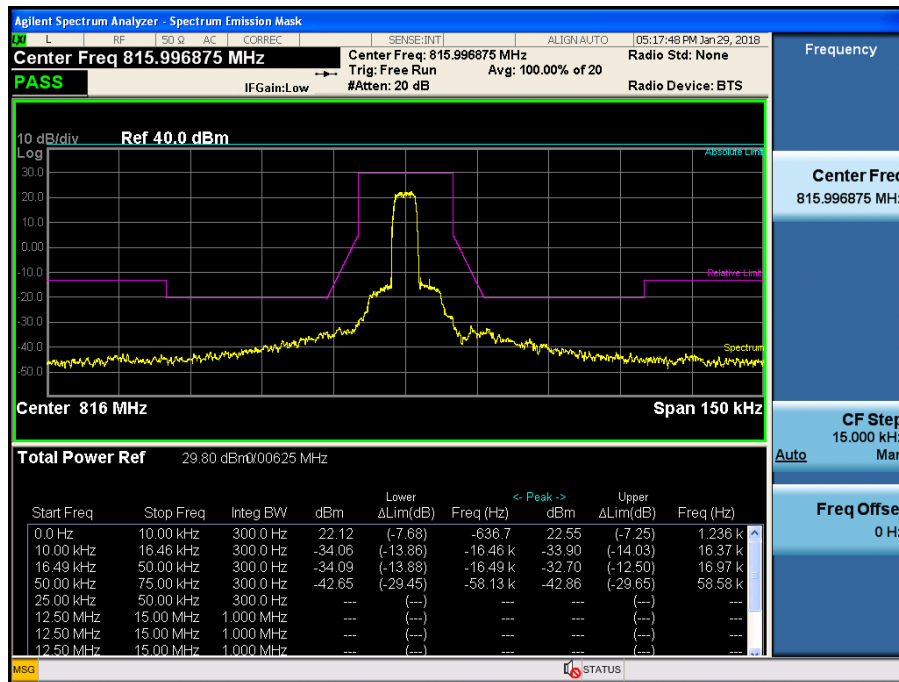 Agilent Spectrum Analyzer - Spectrum Emission Mask
LXI L RF 50 Ω AC CORREC SENSE:INT ALIGN AUTO 05:17:48 PM Jan 29, 2018
Center Freq 815.996875 MHz
Center Freq: 815.996875 MHz Radio Std: None
Trig: Free Run Avg: 100.00% of 20
PASS
IFGain:Low #Atten: 20 dB Radio Device: BTS
10 dB/div Ref 40.0 dBm
Log
Absolute Limit
30.0
20.0
10.0
0.00
-10.0
Relative Limit
-20.0
-30.0
-40.0
Spectrum
-50.0
Center 816 MHz Span 150 kHz
Total Power Ref 29.80 dBm/0.00625 MHz
Lower <- Peak -> Upper
Start Freq Stop Freq Integ BW dBm ΔLim(dB) Freq (Hz) dBm ΔLim(dB) Freq (Hz)
0.0 Hz 10.00 kHz 300.0 Hz 22.12 (-7.68) -636.7 22.55 (-7.25) 1.236 k
10.00 kHz 16.46 kHz 300.0 Hz -34.06 (-13.86) -16.46 k -33.90 (-14.03) 16.37 k
16.49 kHz 50.00 kHz 300.0 Hz -34.09 (-13.88) -16.49 k -32.70 (-12.50) 16.97 k
50.00 kHz 75.00 kHz 300.0 Hz -42.65 (-29.45) -58.13 k -42.86 (-29.65) 58.58 k
25.00 kHz 50.00 kHz 300.0 Hz --- (---) --- --- (---) ---
12.50 MHz 15.00 MHz 1.000 MHz --- (---) --- --- (---) ---
12.50 MHz 15.00 MHz 1.000 MHz --- (---) --- --- (---) ---
12.50 MHz 15.00 MHz 1.000 MHz --- (---) --- --- (---) ---
MSG STATUS
Frequency
Center Freq
815.996875 MHz
CF Step
15.000 kHz
Auto Man
Freq Offset
0 Hz